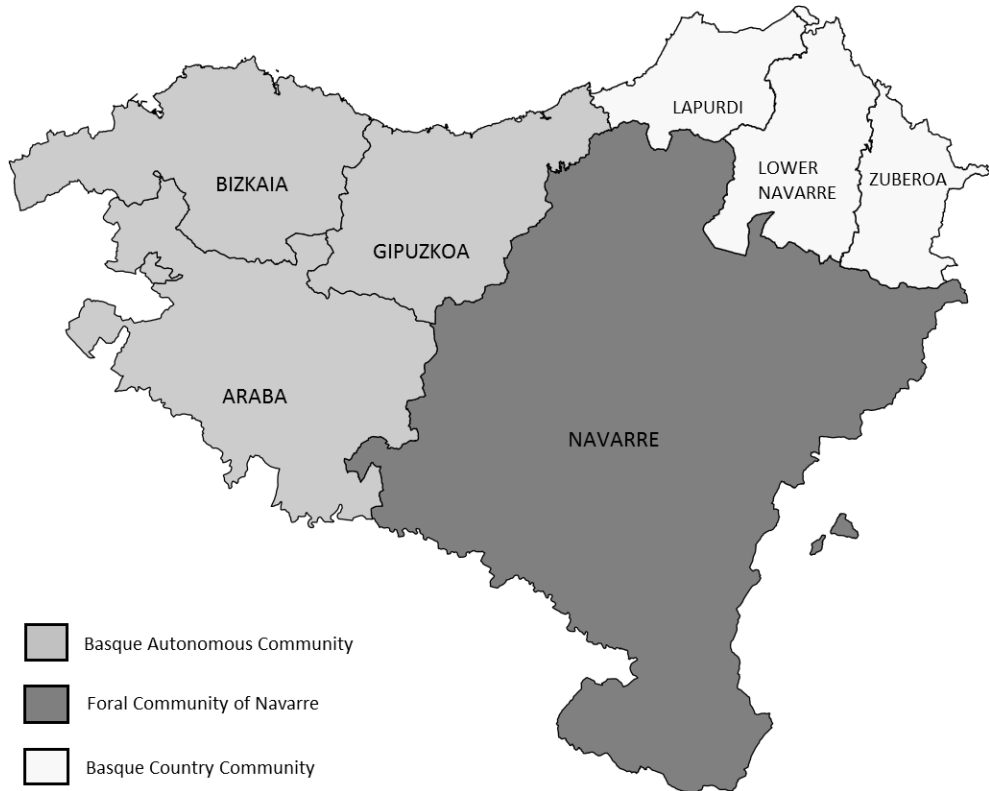 LAPURDI
LOWER
NAVARRE
ZUBEROA
BIZKAIA
GIPUZKOA
ARABA
NAVARRE
Basque Autonomous Community
Foral Community of Navarre
Basque Country Community